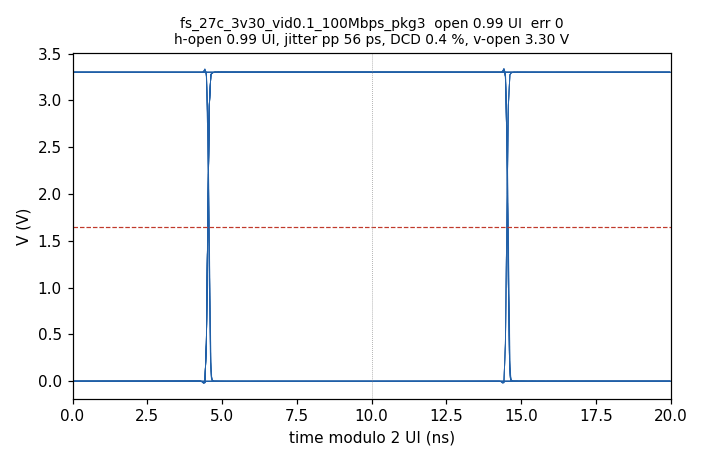 fs_27c_3v30_vid0.1_100Mbps_pkg3  open 0.99 UI  err 0
h-open 0.99 UI, jitter pp 56 ps, DCD 0.4 %, v-open 3.30 V
3.5
3.0
2.5
2.0
1.5
1.0
0.5
0.0
V (V)
0.0 2.5 5.0 7.5 10.0 12.5 15.0 17.5 20.0
time modulo 2 UI (ns)